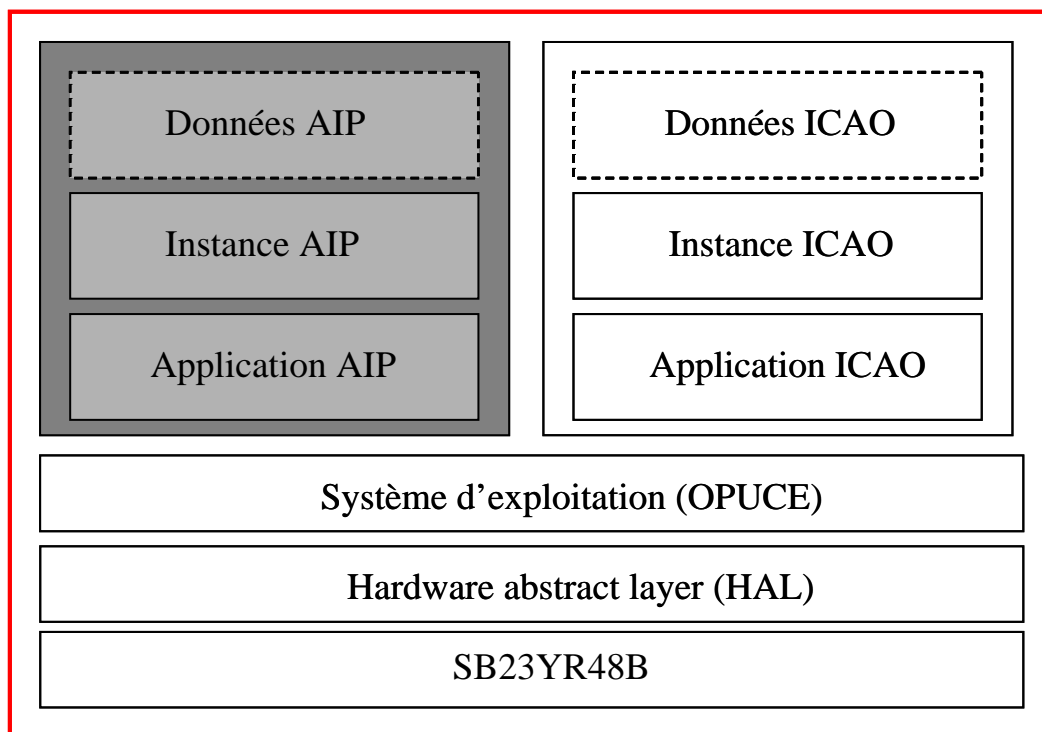 Données AIP
Données ICAO
Instance AIP
Instance ICAO
Application AIP
Application ICAO
Système d’exploitation (OPUCE)
Hardware abstract layer (HAL)
SB23YR48B